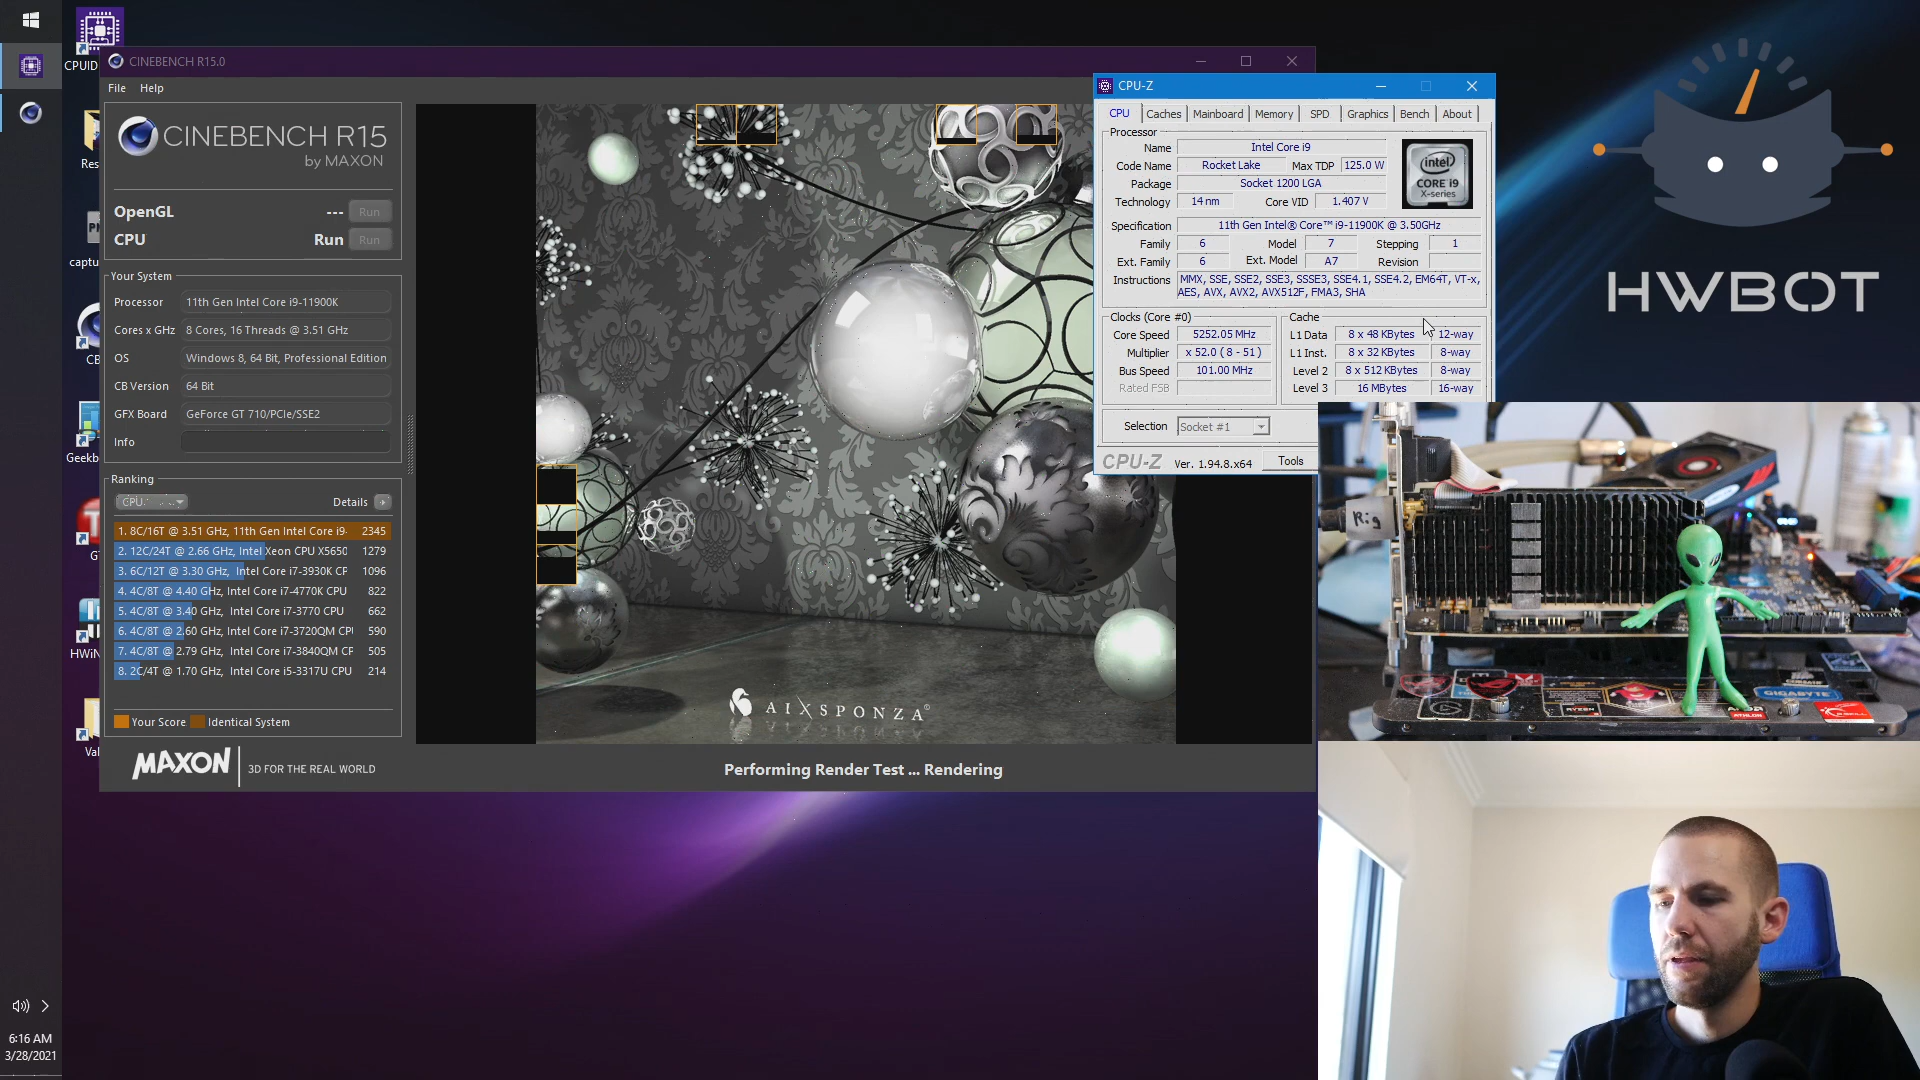 CPUID
Res
captu
CB
Geekb
GT
HWiN
Val
6:16 AM
3/28/2021
CINEBENCH R15.0
File Help
CINEBENCH R15
by MAXON
OpenGL --- Run
CPU Run Run
Your System
Processor 11th Gen Intel Core i9-11900K
Cores x GHz 8 Cores, 16 Threads @ 3.51 GHz
OS Windows 8, 64 Bit, Professional Edition
CB Version 64 Bit
GFX Board GeForce GT 710/PCIe/SSE2
Info
Ranking
Details
1. 8C/16T @ 3.51 GHz, 11th Gen Intel Core i9- 2345
2. 12C/24T @ 2.66 GHz, Intel Xeon CPU X5650 1279
3. 6C/12T @ 3.30 GHz, Intel Core i7-3930K CP 1096
4. 4C/8T @ 4.40 GHz, Intel Core i7-4770K CPU 822
5. 4C/8T @ 3.40 GHz, Intel Core i7-3770 CPU 662
6. 4C/8T @ 2.60 GHz, Intel Core i7-3720QM CPU 590
7. 4C/8T @ 2.79 GHz, Intel Core i7-3840QM CP 505
8. 2C/4T @ 1.70 GHz, Intel Core i5-3317U CPU 214
Your Score Identical System
MAXON 3D FOR THE REAL WORLD
AIXSPONZA®
Performing Render Test ... Rendering
CPU-Z
CPU Caches Mainboard Memory SPD Graphics Bench About
Processor
Name Intel Core i9
Code Name Rocket Lake Max TDP 125.0 W
Package Socket 1200 LGA
Technology 14 nm Core VID 1.407 V
intel
CORE i9
X-series
Specification 11th Gen Intel® Core™ i9-11900K @ 3.50GHz
Family 6 Model 7 Stepping 1
Ext. Family 6 Ext. Model A7 Revision
Instructions MMX, SSE, SSE2, SSE3, SSSE3, SSE4.1, SSE4.2, EM64T, VT-x,
AES, AVX, AVX2, AVX512F, FMA3, SHA
Clocks (Core #0)
Core Speed 5252.05 MHz
Multiplier x 52.0 ( 8 - 51 )
Bus Speed 101.00 MHz
Rated FSB
Cache
L1 Data 8 x 48 KBytes 12-way
L1 Inst. 8 x 32 KBytes 8-way
Level 2 8 x 512 KBytes 8-way
Level 3 16 MBytes 16-way
Selection Socket #1
CPU-Z Ver. 1.94.8.x64 Tools
HWBOT
Rig
RYZEN
ATHLON
GIGABYTE